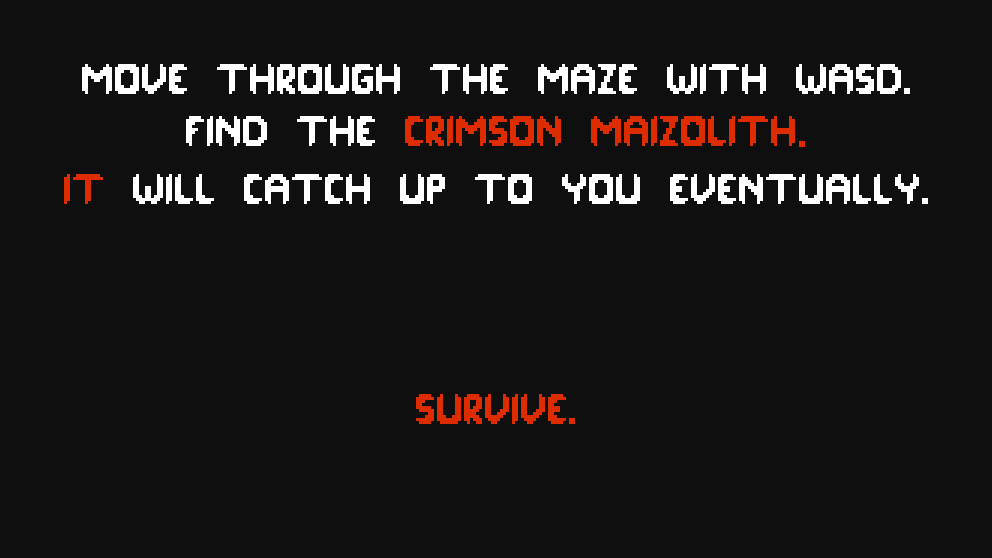 MOVE THROUGH THE MAZE WITH WASD.
FIND THE CRIMSON MAIZOLITH.
IT WILL CATCH UP TO YOU EVENTUALLY.
SURVIVE.